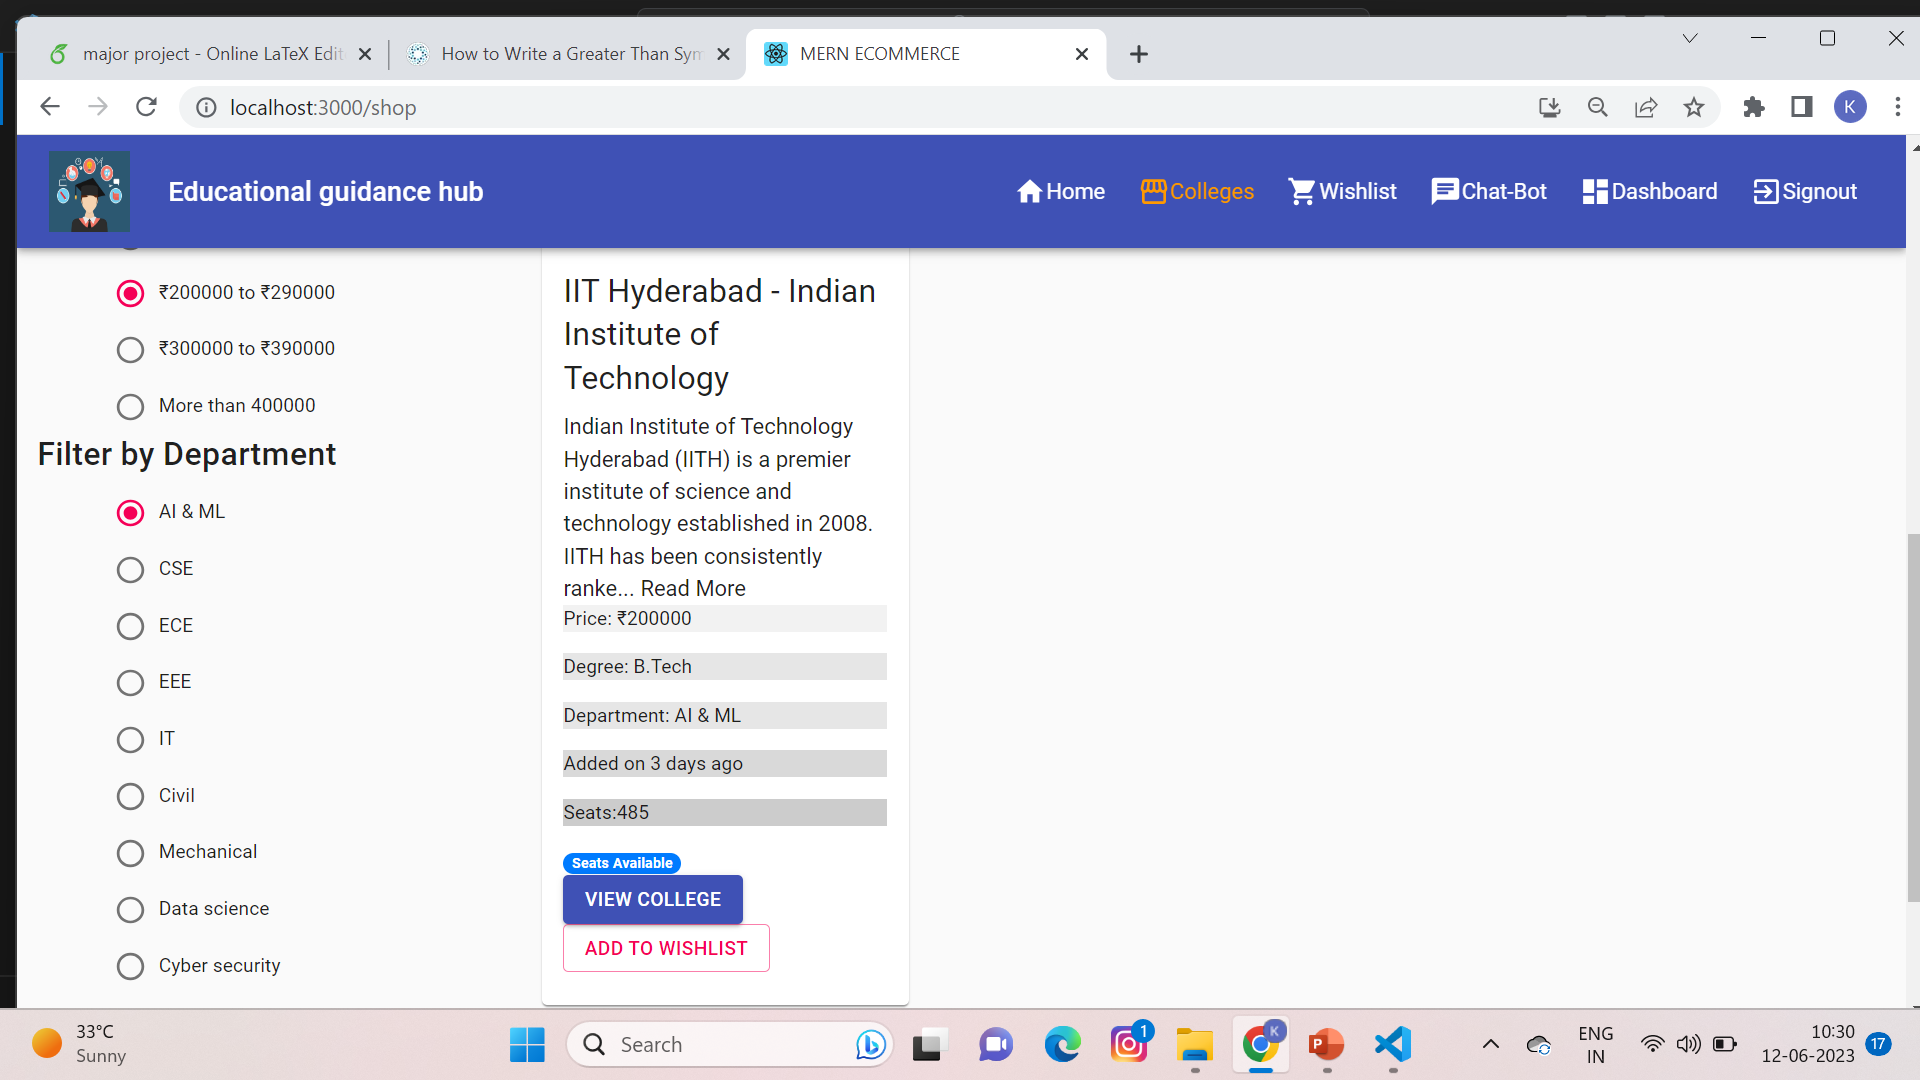 major project - Online LaTeX Edit
How to Write a Greater Than Sym
MERN ECOMMERCE
localhost:3000/shop
K
Educational guidance hub
Home
Colleges
Wishlist
Chat-Bot
Dashboard
Signout
₹200000 to ₹290000
₹300000 to ₹390000
More than 400000
Filter by Department
AI & ML
CSE
ECE
EEE
IT
Civil
Mechanical
Data science
Cyber security
IIT Hyderabad - Indian
Institute of
Technology
Indian Institute of Technology
Hyderabad (IITH) is a premier
institute of science and
technology established in 2008.
IITH has been consistently
ranke... Read More
Price: ₹200000
Degree: B.Tech
Department: AI & ML
Added on 3 days ago
Seats:485
Seats Available
VIEW COLLEGE
ADD TO WISHLIST
33°C
Sunny
Search
1
K
P
ENG
IN
10:30
12-06-2023
17